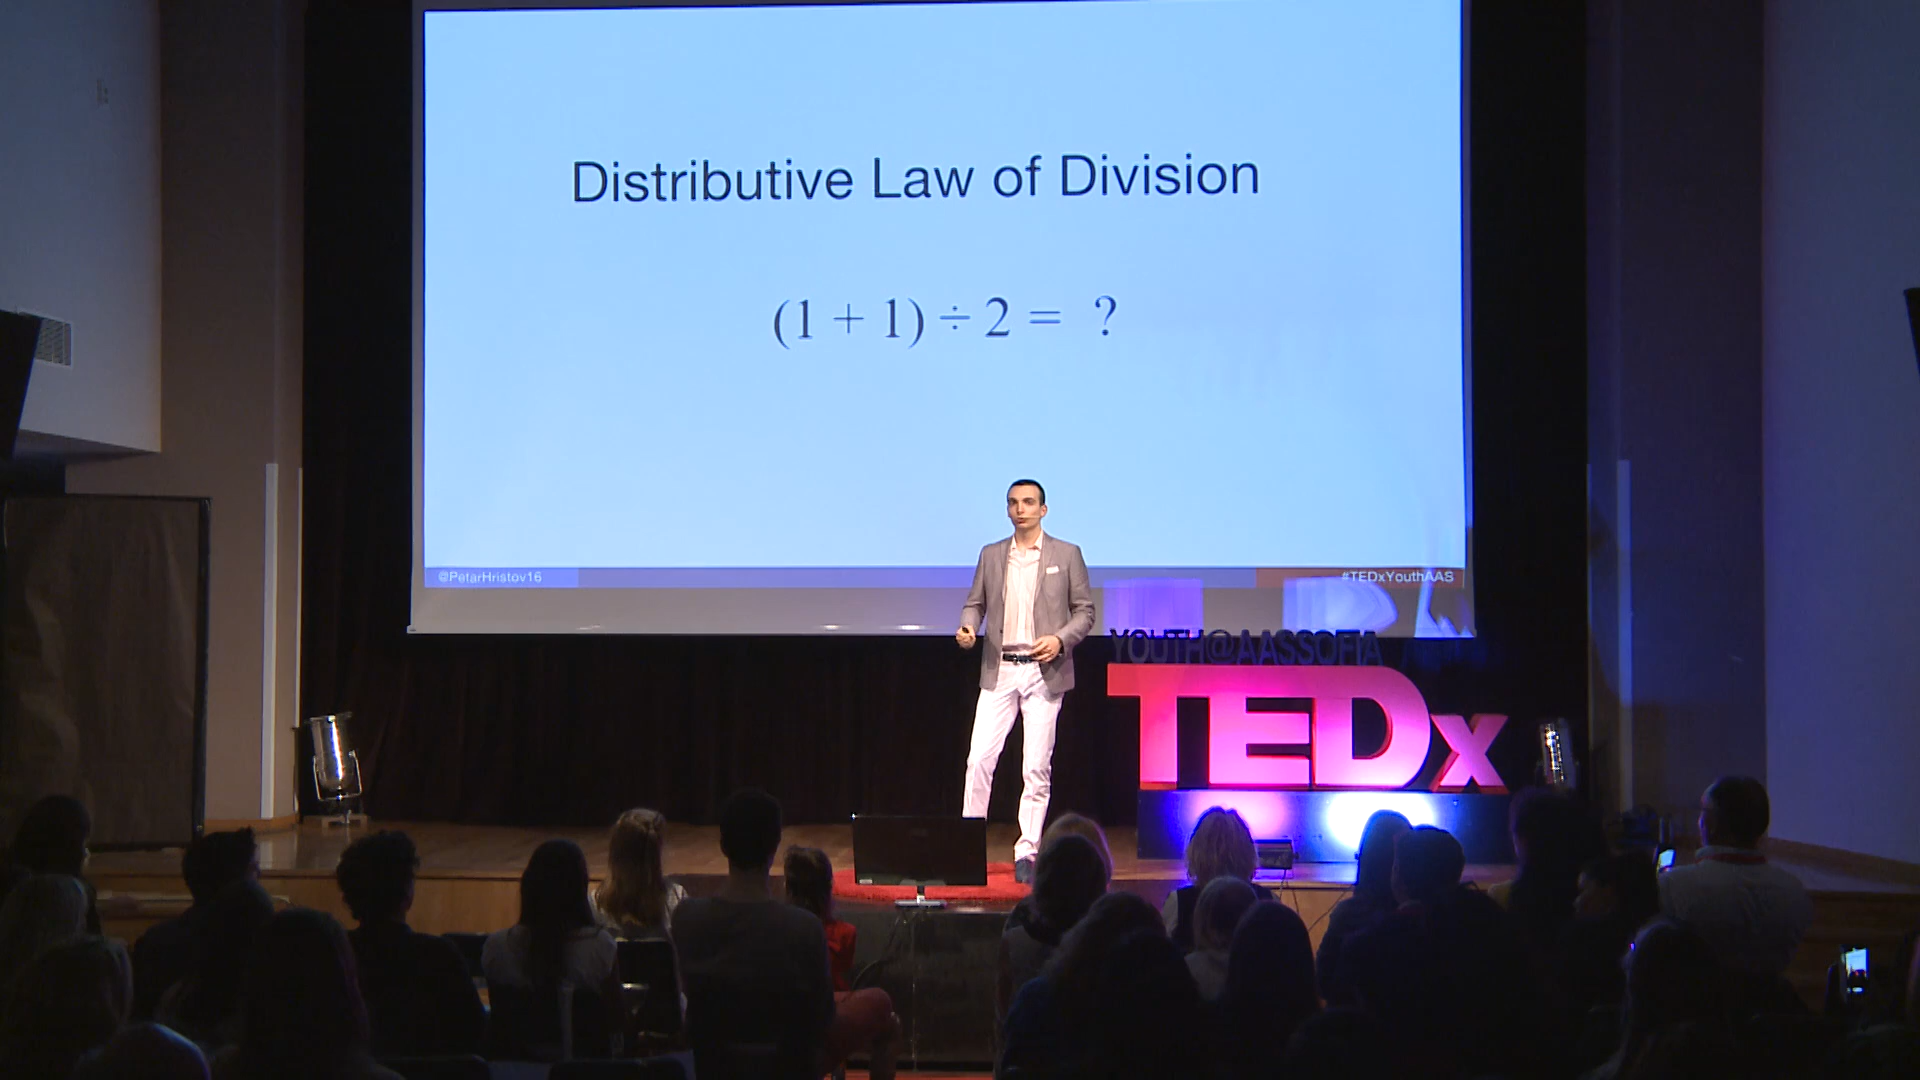 Distributive Law of Division
(1 + 1) ÷ 2 = ?
@PetarHristov16
#TEDxYouthAAS
YOUTH@AASSOFIA
TEDx